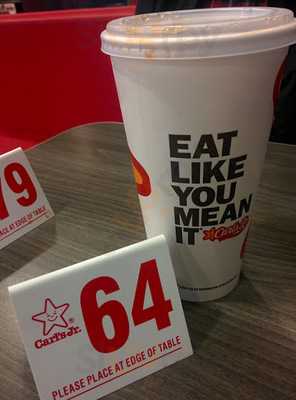 EAT
LIKE
YOU
MEAN
IT Carl's Jr.
79
PLACE AT EDGE OF TABLE
64
Carl's Jr.®
PLEASE PLACE AT EDGE OF TABLE